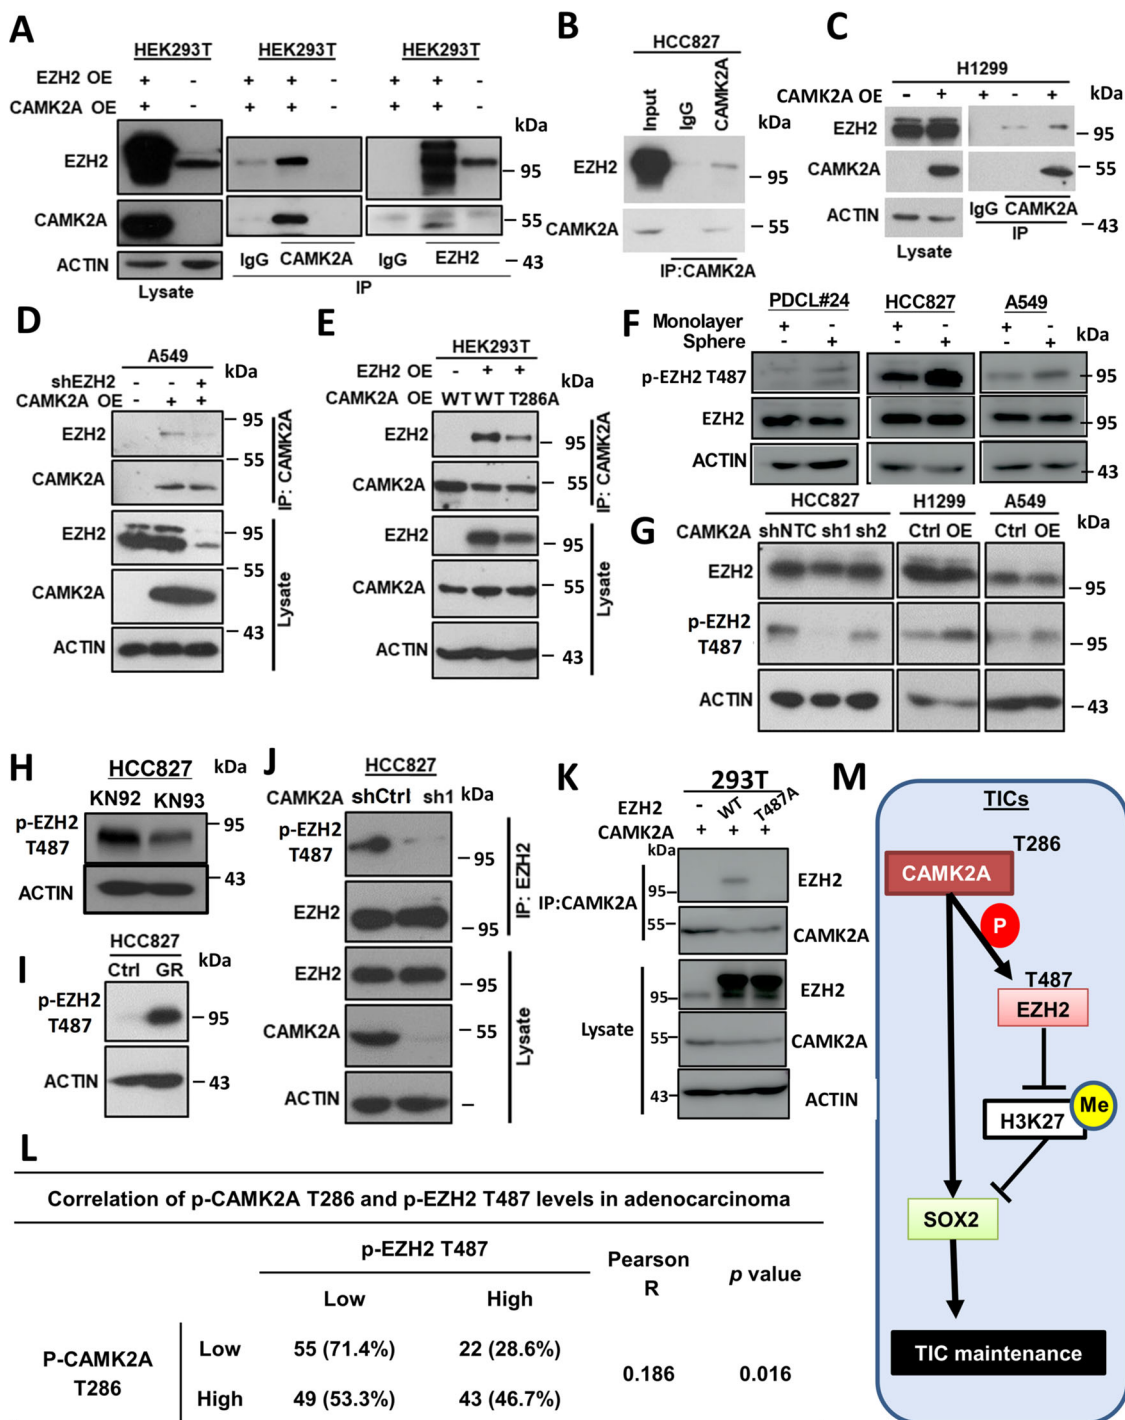 A
HEK293T HEK293T HEK293T
EZH2 OE + - + + - + + -
CAMK2A OE + - + + - + + -
kDa
EZH2
95
CAMK2A
55
ACTIN
43
IgG CAMK2A IgG EZH2
Lysate IP
B
HCC827
Input IgG CAMK2A
kDa
EZH2
95
CAMK2A
55
IP:CAMK2A
C
H1299
CAMK2A OE - + + - +
kDa
EZH2
95
CAMK2A
55
ACTIN
IgG CAMK2A
43
Lysate IP
D
A549
shEZH2 - - +
CAMK2A OE - + +
kDa
EZH2
95
CAMK2A
55
IP: CAMK2A
EZH2
95
CAMK2A
55
ACTIN
43
Lysate
E
HEK293T
EZH2 OE - + +
CAMK2A OE WT WT T286A
EZH2
95
CAMK2A
55
IP: CAMK2A
EZH2
95
CAMK2A
55
ACTIN
43
Lysate
F
PDCL#24 HCC827 A549
Monolayer + - + - + -
Sphere - + - + - +
kDa
p-EZH2 T487
95
EZH2
95
ACTIN
43
G
HCC827 H1299 A549
CAMK2A shNTC sh1 sh2 Ctrl OE Ctrl OE
kDa
EZH2
95
p-EZH2
T487
95
ACTIN
43
H
HCC827
kDa
KN92 KN93
p-EZH2
T487
95
ACTIN
43
I
HCC827
Ctrl GR
kDa
p-EZH2
T487
95
ACTIN
43
J
HCC827
CAMK2A shCtrl sh1 kDa
p-EZH2
T487
95
EZH2
95
IP: EZH2
EZH2
95
CAMK2A
55
ACTIN
Lysate
K
293T
EZH2 - WT T487A
CAMK2A + + +
kDa
95
EZH2
IP:CAMK2A
55
CAMK2A
95
EZH2
Lysate
55
CAMK2A
43
ACTIN
M
TICs
T286
CAMK2A
P
T487
EZH2
Me
H3K27
SOX2
TIC maintenance
L
Correlation of p-CAMK2A T286 and p-EZH2 T487 levels in adenocarcinoma
p-EZH2 T487
Pearson
R
p value
Low High
P-CAMK2A
T286
Low 55 (71.4%) 22 (28.6%)
0.186 0.016
High 49 (53.3%) 43 (46.7%)